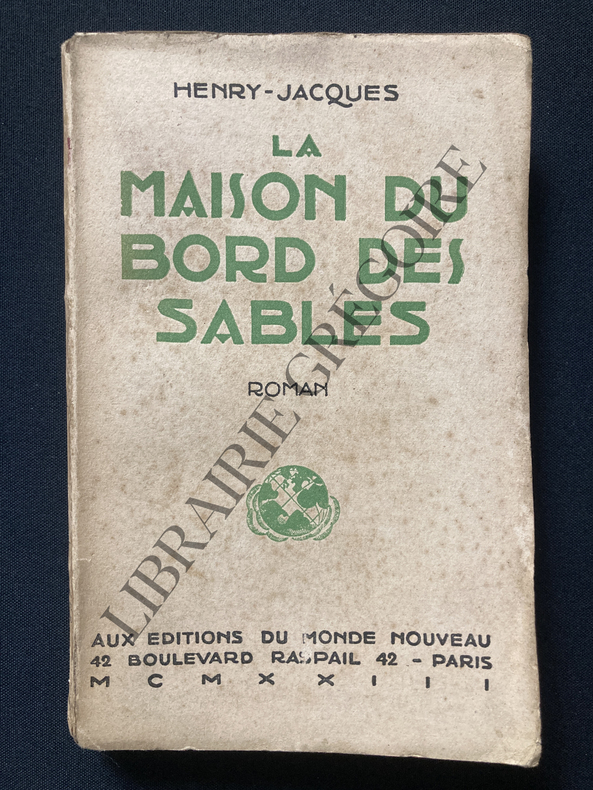 HENRY-JACQUES
LA
MAISON DU
BORD DES
SABLES
ROMAN
LIBRAIRIE GRÉGOIRE
AUX EDITIONS DU MONDE NOUVEAU
42 BOULEVARD RASPAIL 42 - PARIS
MCMXXIII